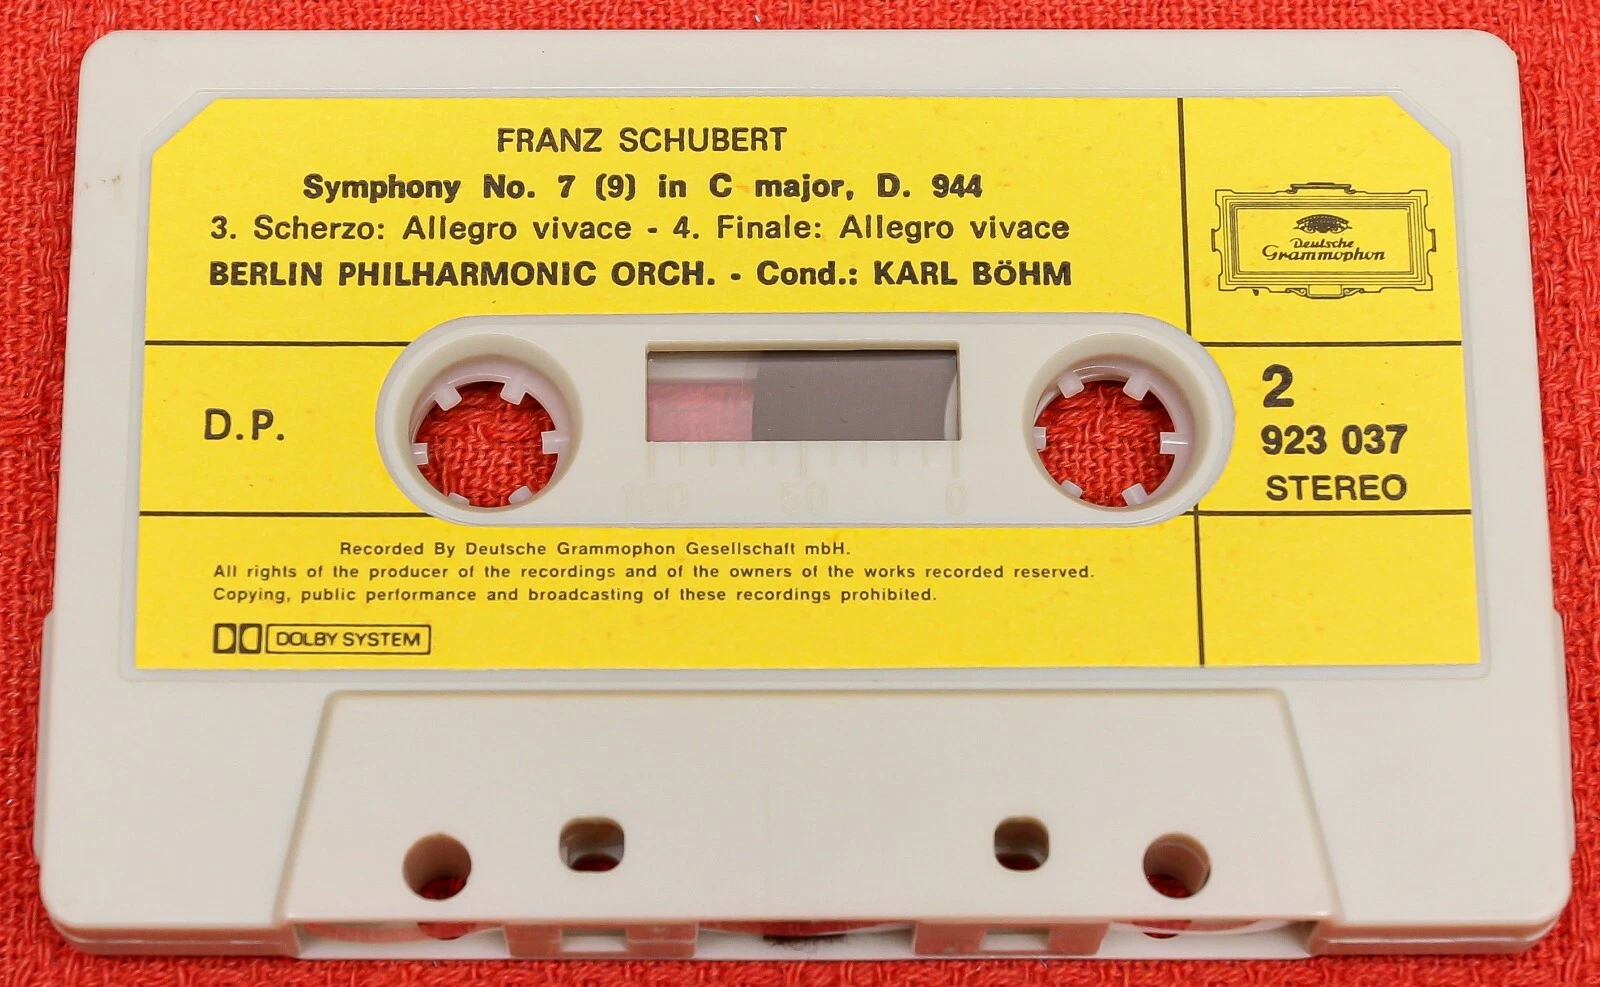 FRANZ SCHUBERT
Symphony No. 7 (9) in C major, D. 944
3. Scherzo: Allegro vivace - 4. Finale: Allegro vivace
BERLIN PHILHARMONIC ORCH. - Cond.: KARL BÖHM
Deutsche
Grammophon
D.P.
2
923 037
STEREO
100 50 0
Recorded By Deutsche Grammophon Gesellschaft mbH.
All rights of the producer of the recordings and of the owners of the works recorded reserved.
Copying, public performance and broadcasting of these recordings prohibited.
DOLBY SYSTEM